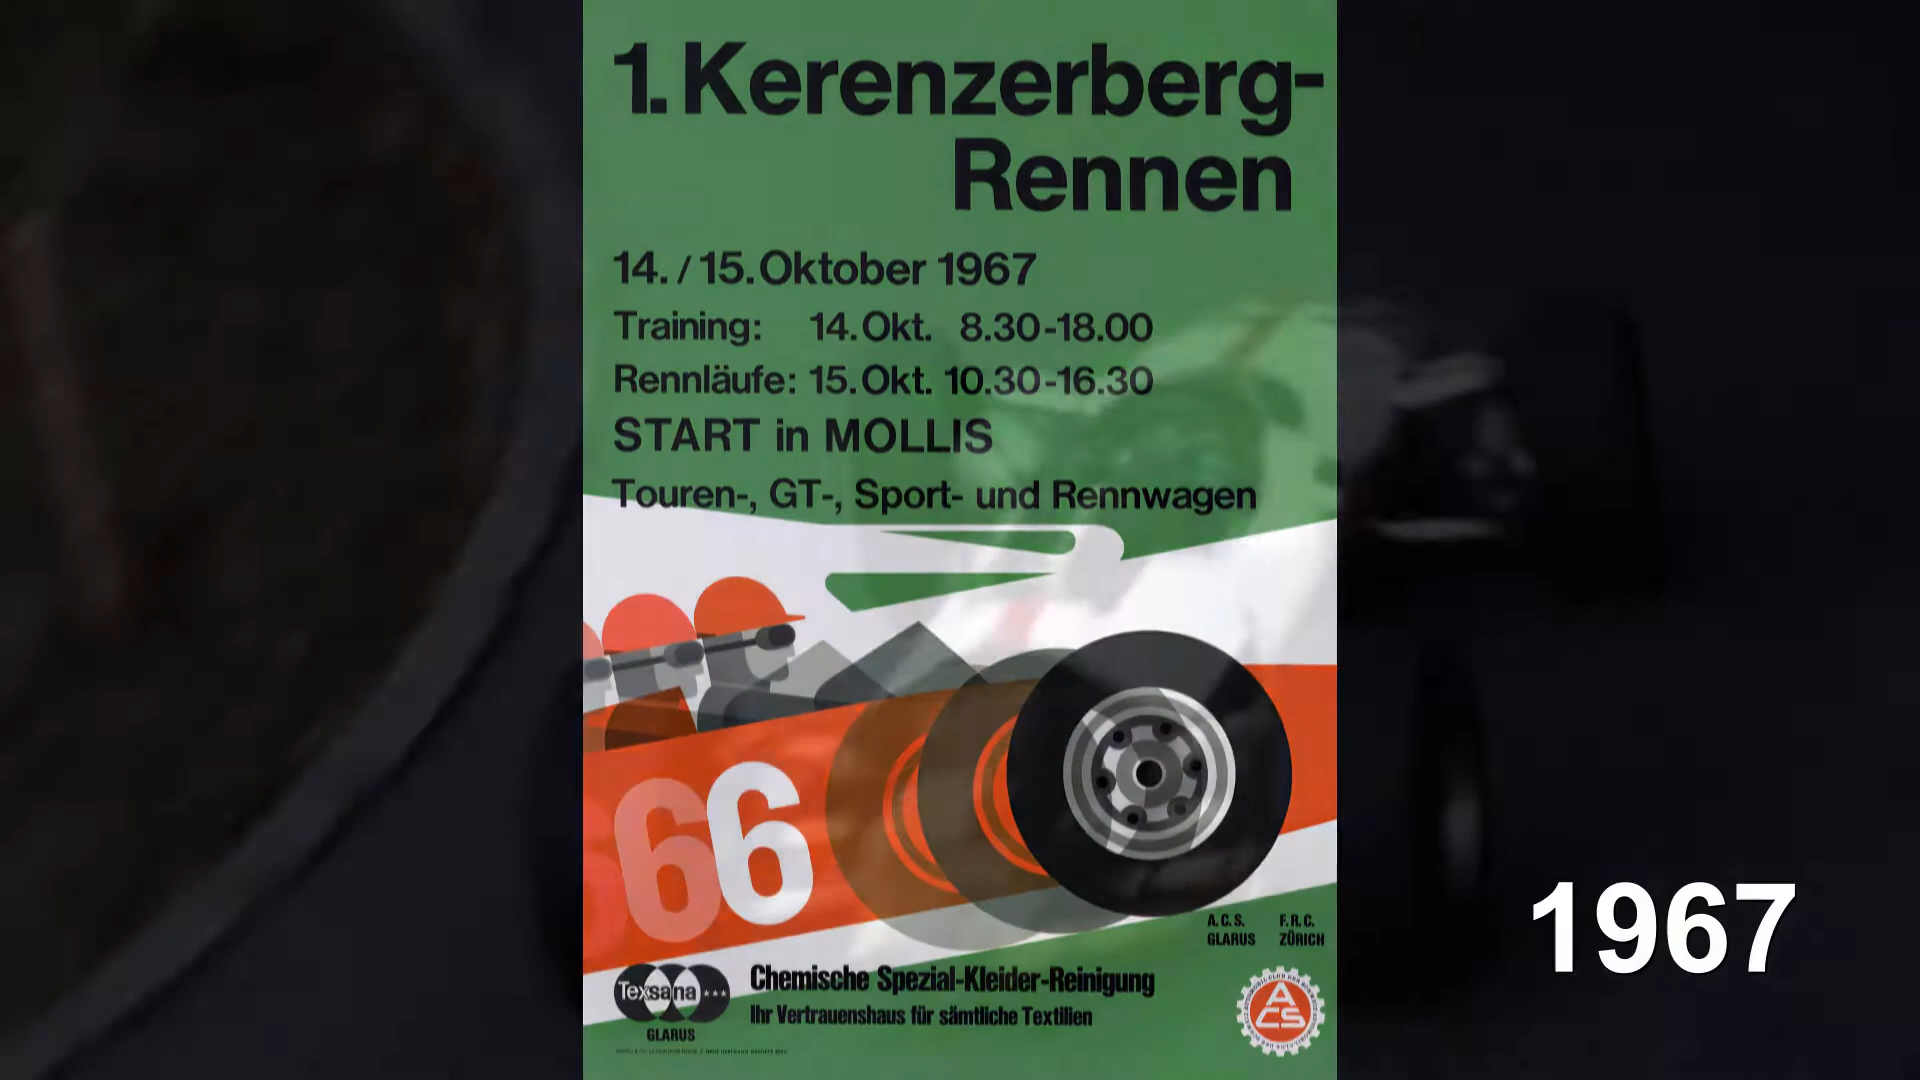 1. Kerenzerberg-
Rennen
14. / 15. Oktober 1967
Training: 14. Okt. 8.30-18.00
Rennläufe: 15. Okt. 10.30-16.30
START in MOLLIS
Touren-, GT-, Sport- und Rennwagen
6 6
A.C.S. GLARUS
F.R.C. ZÜRICH
Texsana ***
GLARUS
Chemische Spezial-Kleider-Reinigung
Ihr Vertrauenshaus für sämtliche Textilien
ACS
1967